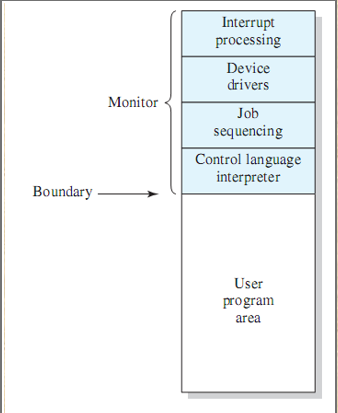 Interrupt
processing
Device
drivers
Monitor
Job
sequencing
Control language
interpreter
Boundary
User
program
area